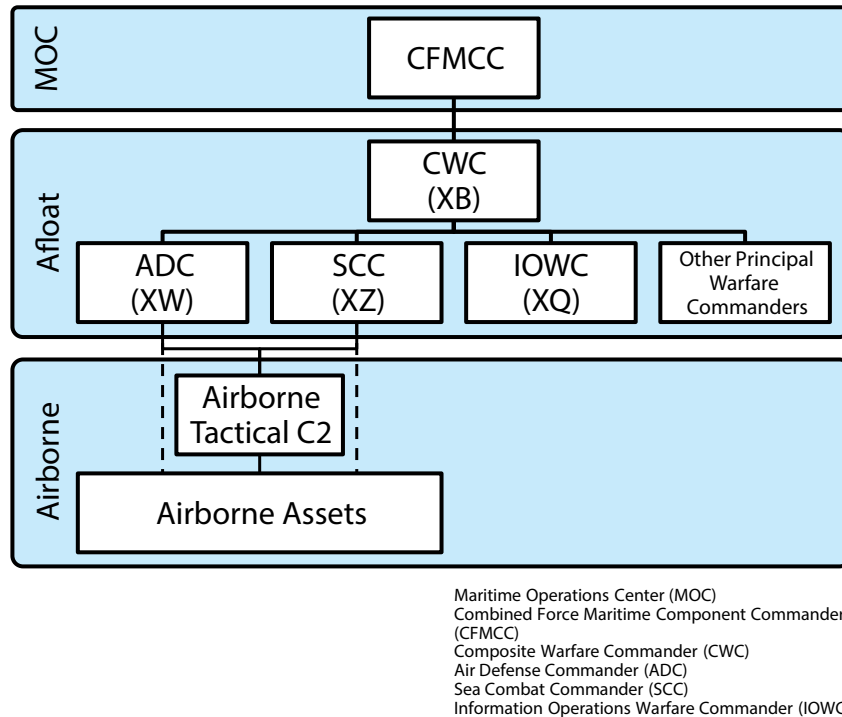 MOC
CFMCC
Afloat
CWC
(XB)
ADC
(XW)
SCC
(XZ)
IOWC
(XQ)
Other Principal
Warfare
Commanders
Airborne
Airborne
Tactical C2
Airborne Assets
Maritime Operations Center (MOC)
Combined Force Maritime Component Commander
(CFMCC)
Composite Warfare Commander (CWC)
Air Defense Commander (ADC)
Sea Combat Commander (SCC)
Information Operations Warfare Commander (IOWC